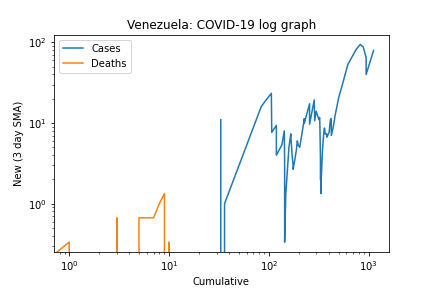 Venezuela: COVID-19 log graph
Cases
Deaths
New (3 day SMA)
10²
10¹
10⁰
10⁰ 10¹ 10² 10³
Cumulative